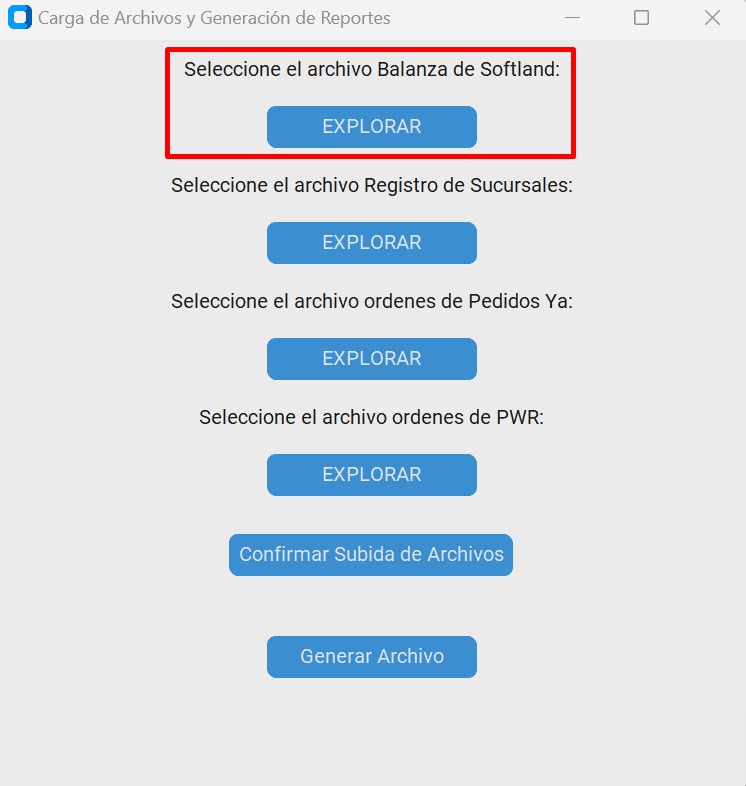 Carga de Archivos y Generación de Reportes
Seleccione el archivo Balanza de Softland:
EXPLORAR
Seleccione el archivo Registro de Sucursales:
EXPLORAR
Seleccione el archivo ordenes de Pedidos Ya:
EXPLORAR
Seleccione el archivo ordenes de PWR:
EXPLORAR
Confirmar Subida de Archivos
Generar Archivo